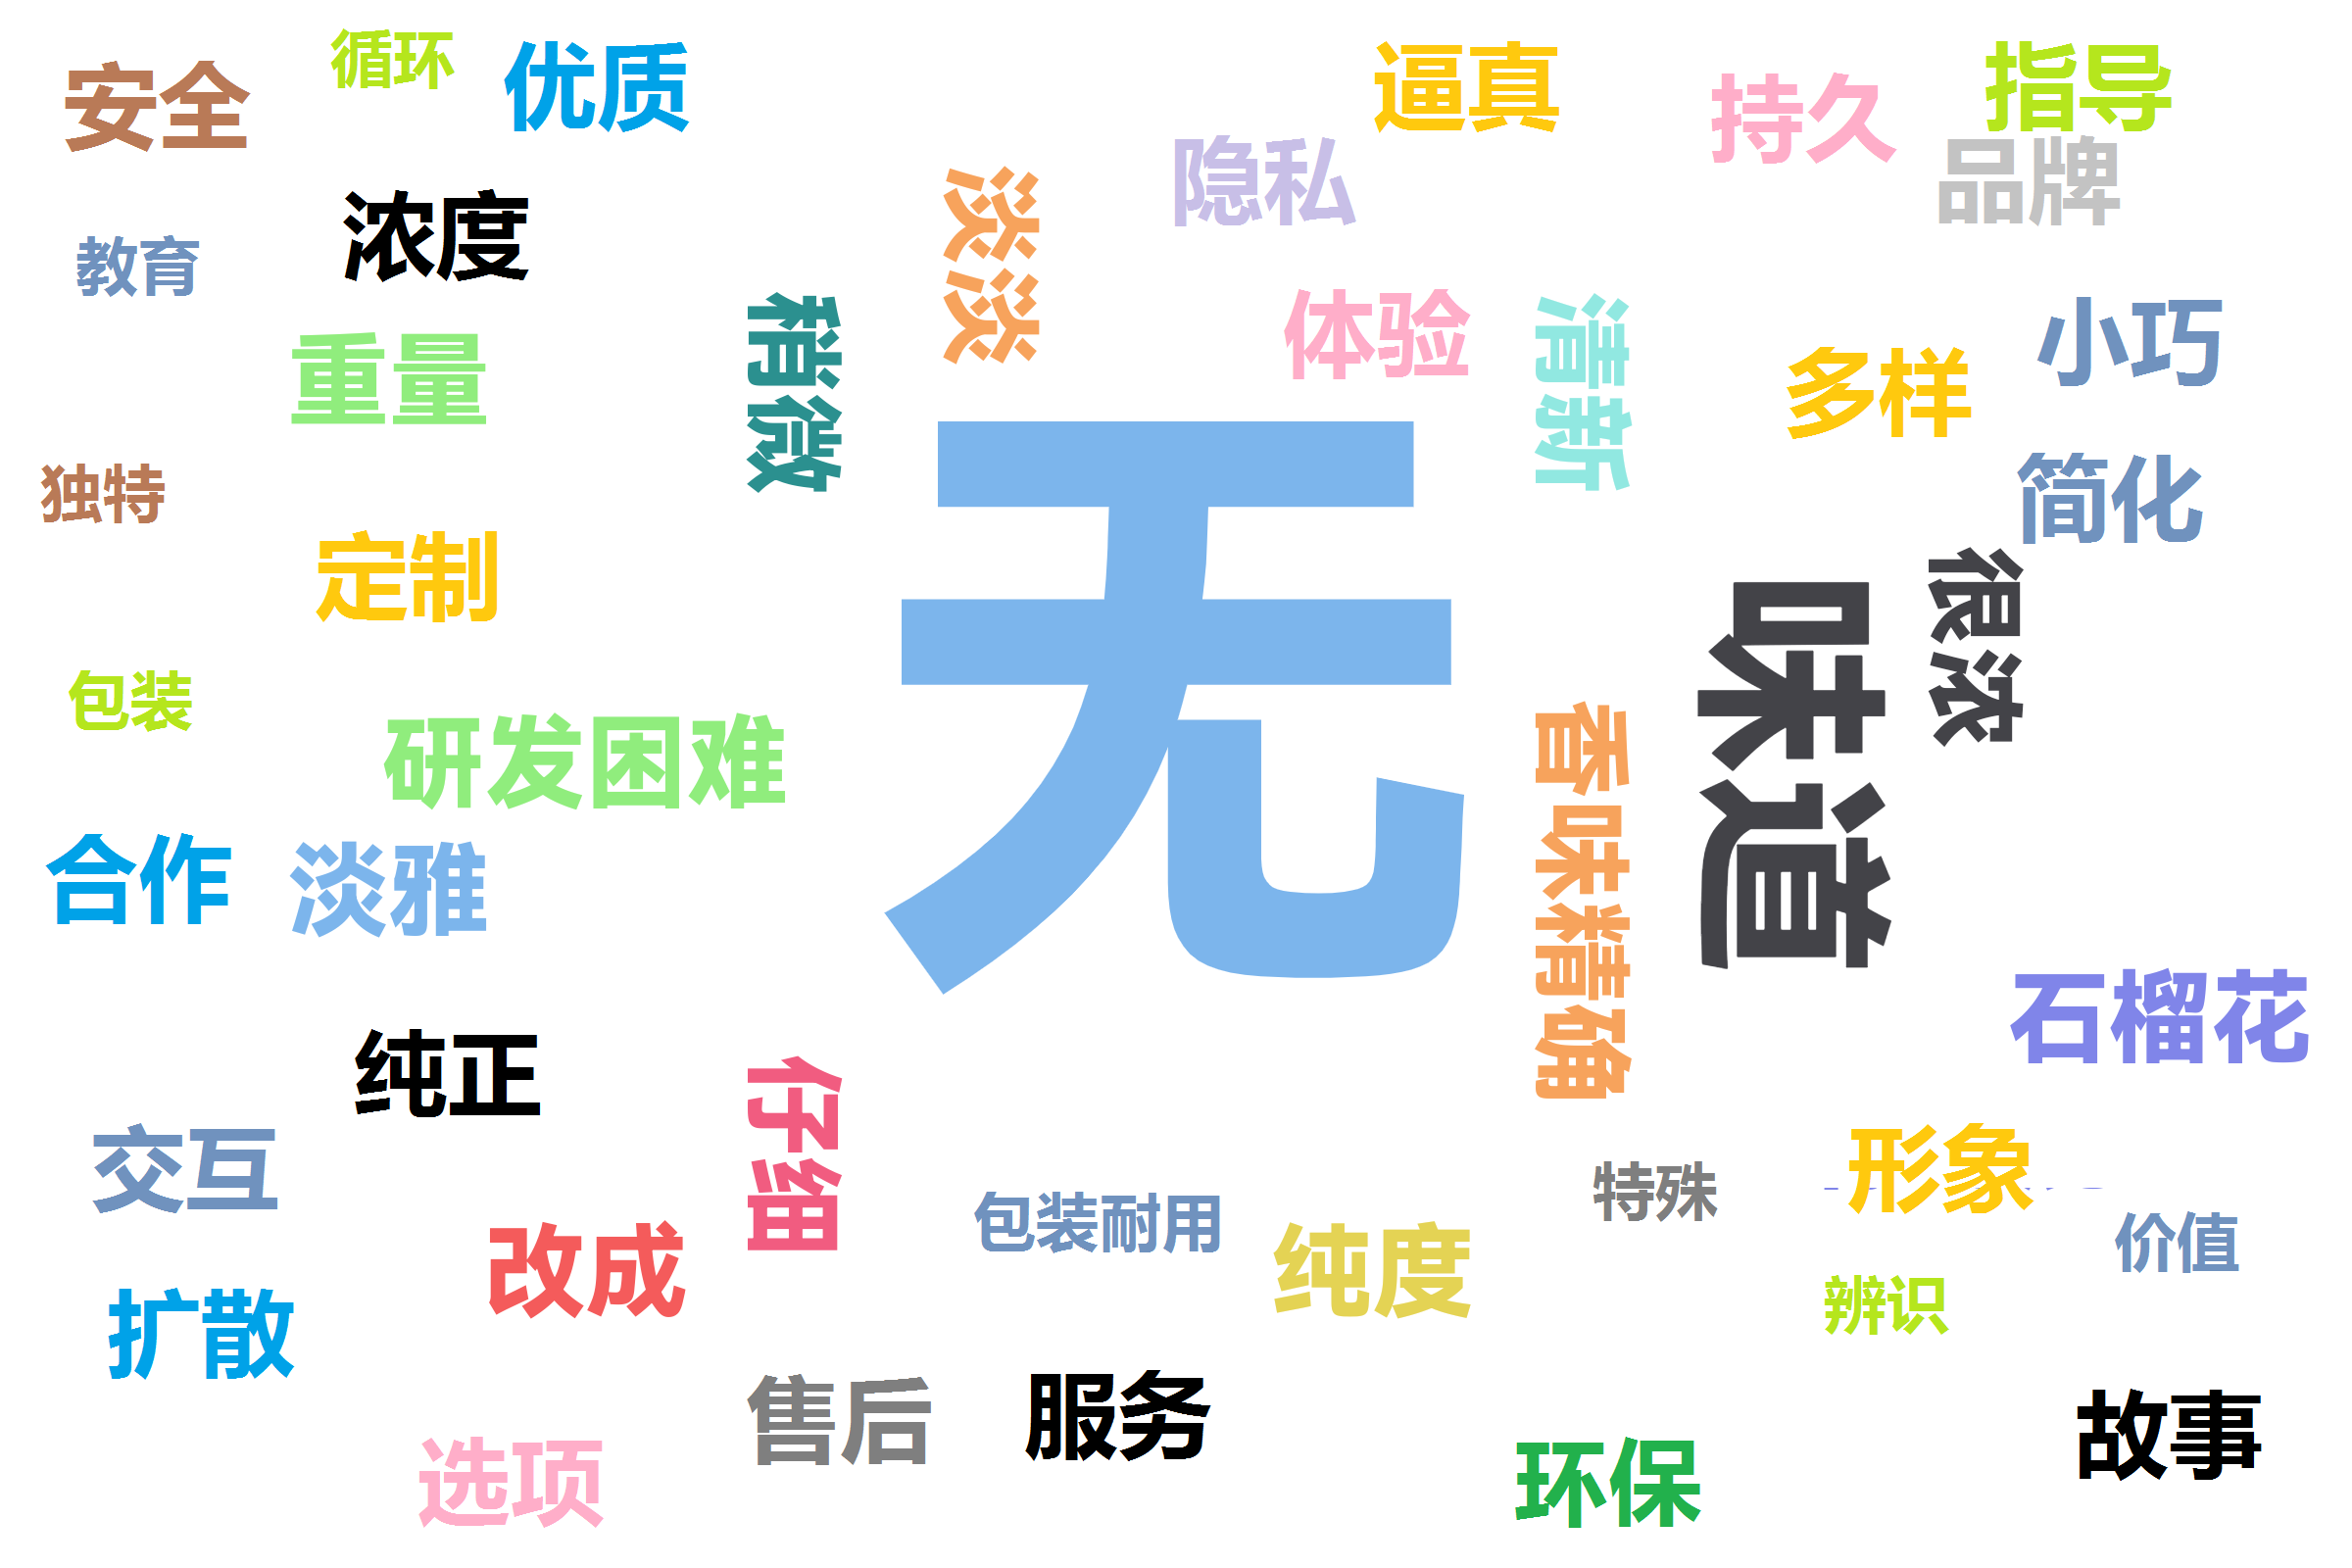 安全
循环
优质
逼真
持久
指导
隐私
品牌
浓度
淡淡
教育
稍微
体验
清新
小巧
重量
多样
独特
简化
无
定制
很浓
味道
包装
研发困难
香味精确
合作
淡雅
石榴花
纯正
仔细
交互
形象
特殊
包装耐用
价值
改成
纯度
辨识
扩散
售后
服务
故事
选项
环保